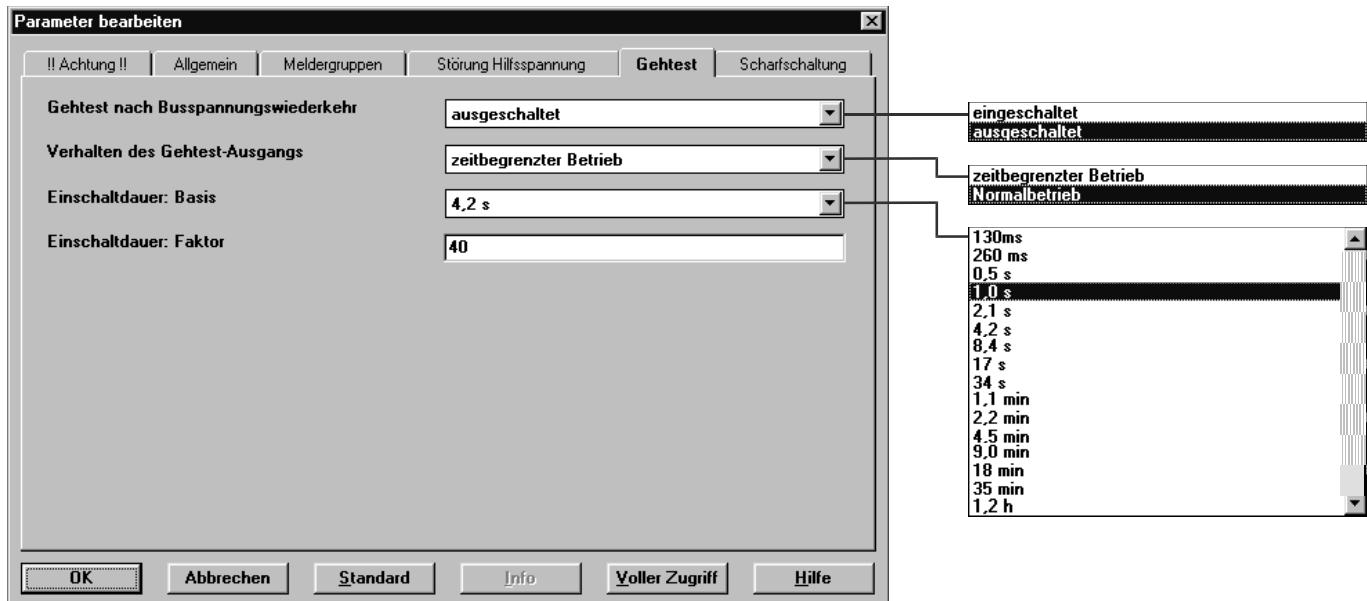 Parameter bearbeiten
!! Achtung !! Allgemein Meldergruppen Störung Hilfsspannung Gehtest Scharfschaltung
Gehtest nach Busspannungswiederkehr ausgeschaltet
Verhalten des Gehtest-Ausgangs zeitbegrenzter Betrieb
Einschaltdauer: Basis 4,2 s
Einschaltdauer: Faktor 40
eingeschaltet
ausgeschaltet
zeitbegrenzter Betrieb
Normalbetrieb
130ms
260 ms
0,5 s
1,0 s
2,1 s
4,2 s
8,4 s
17 s
34 s
1,1 min
2,2 min
4,5 min
9,0 min
18 min
35 min
1,2 h
OK Abbrechen Standard Info Voller Zugriff Hilfe